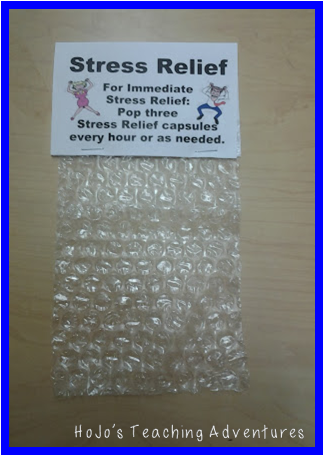 Stress Relief
For Immediate
Stress Relief:
Pop three
Stress Relief capsules
every hour or as needed.
HoJo's Teaching Adventures